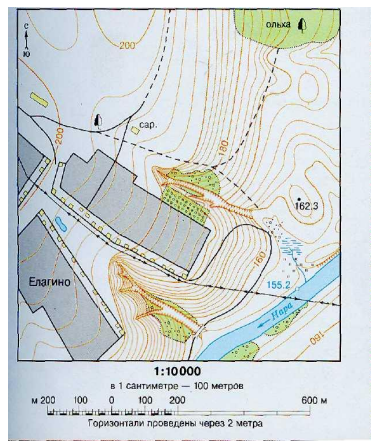 с
ю
ольха
200
сар.
200
180
162,3
Елагино
160
155.2
Нара
160
1:10000
в 1 сантиметре — 100 метров
м 200 100 0 100 200 600 м
Горизонтали проведены через 2 метра